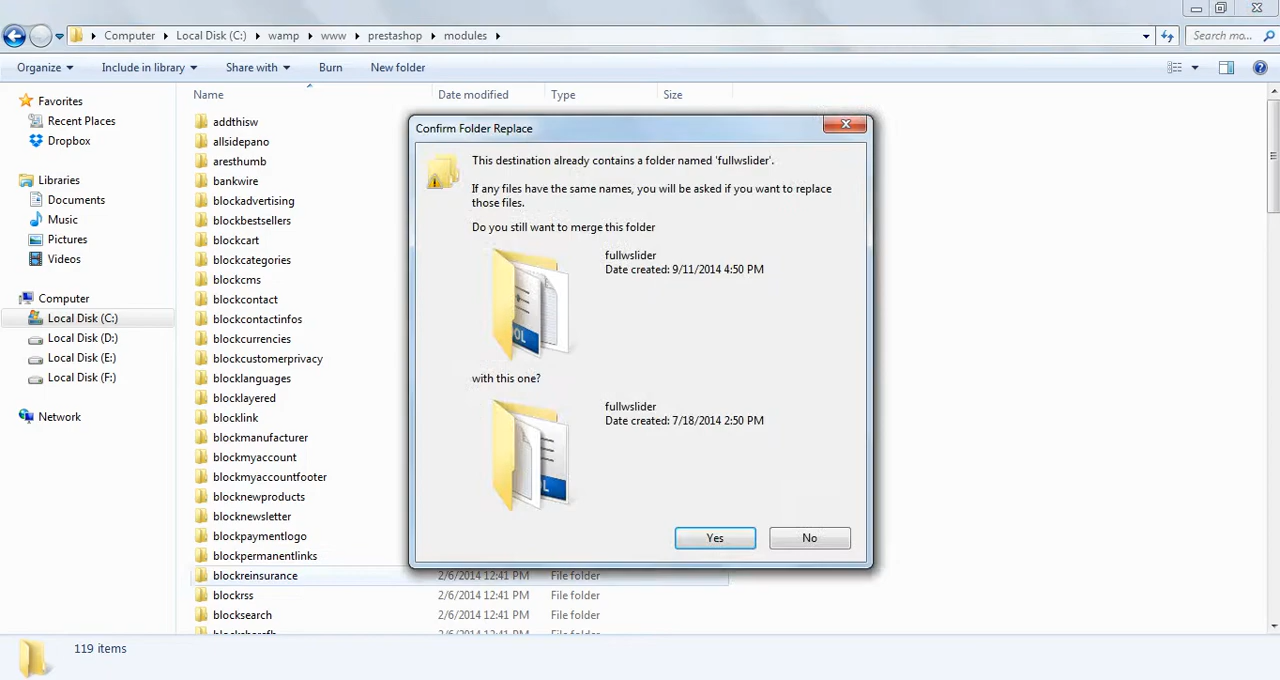 Computer Local Disk (C:) wamp www prestashop modules
Search mo...
Organize Include in library Share with Burn New folder
Name Date modified Type Size
Favorites
Recent Places
Dropbox
Libraries
Documents
Music
Pictures
Videos
Computer
Local Disk (C:)
Local Disk (D:)
Local Disk (E:)
Local Disk (F:)
Network
addthisw
allsidepano
aresthumb
bankwire
blockadvertising
blockbestsellers
blockcart
blockcategories
blockcms
blockcontact
blockcontactinfos
blockcurrencies
blockcustomerprivacy
blocklanguages
blocklayered
blocklink
blockmanufacturer
blockmyaccount
blockmyaccountfooter
blocknewproducts
blocknewsletter
blockpaymentlogo
blockpermanentlinks
blockreinsurance 2/6/2014 12:41 PM File folder
blockrss 2/6/2014 12:41 PM File folder
blocksearch 2/6/2014 12:41 PM File folder
Confirm Folder Replace
This destination already contains a folder named 'fullwslider'.
If any files have the same names, you will be asked if you want to replace
those files.
Do you still want to merge this folder
fullwslider
Date created: 9/11/2014 4:50 PM
with this one?
fullwslider
Date created: 7/18/2014 2:50 PM
Yes No
119 items